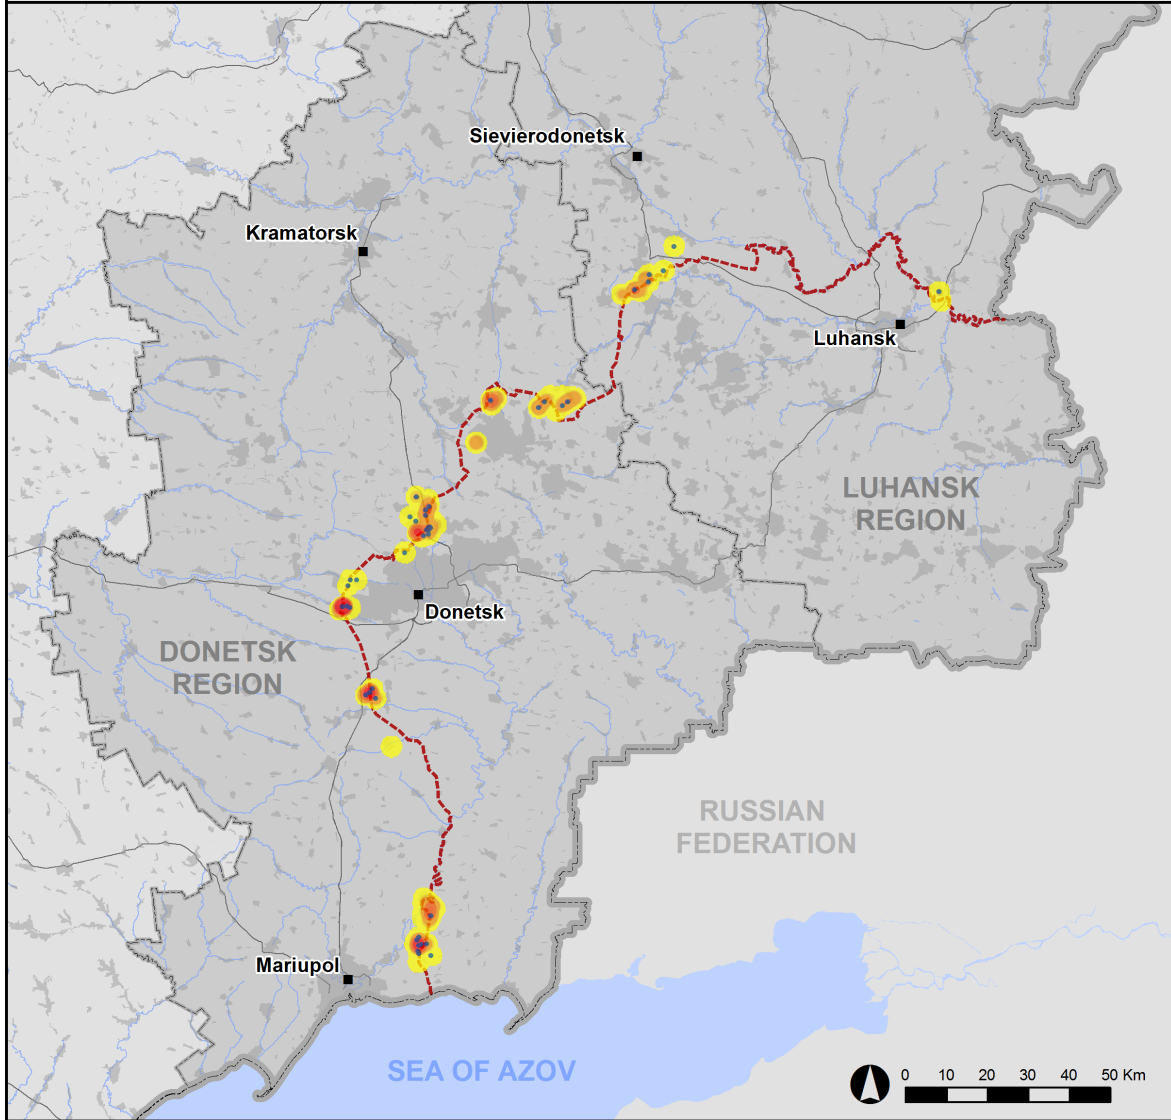 Sievierodonetsk
Kramatorsk
Luhansk
LUHANSK
REGION
Donetsk
DONETSK
REGION
RUSSIAN
FEDERATION
Mariupol
SEA OF AZOV
0 10 20 30 40 50 Km